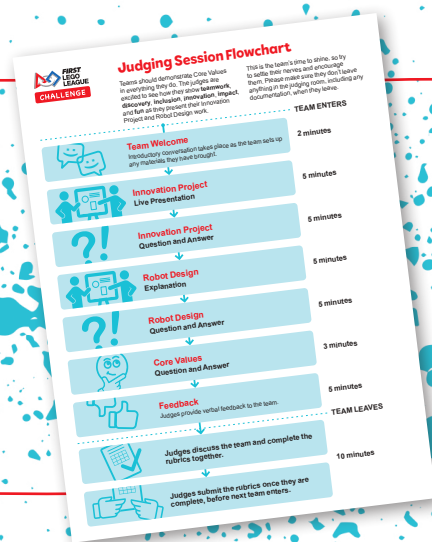 FIRST
LEGO
LEAGUE
CHALLENGE
Judging Session Flowchart
Teams should demonstrate Core Values
in everything they do. The judges are
excited to see how they show teamwork,
discovery, inclusion, innovation, impact,
and fun as they present their Innovation
Project and Robot Design work.
This is the team's time to shine, so try
to settle their nerves and encourage
them. Please make sure they don't leave
anything in the judging room, including any
documentation, when they leave.
TEAM ENTERS
Team Welcome
Introductory conversation takes place as the team sets up
any materials they have brought.
2 minutes
Innovation Project
Live Presentation
5 minutes
Innovation Project
Question and Answer
5 minutes
Robot Design
Explanation
5 minutes
Robot Design
Question and Answer
5 minutes
Core Values
Question and Answer
3 minutes
Feedback
Judges provide verbal feedback to the team.
5 minutes
TEAM LEAVES
Judges discuss the team and complete the
rubrics together.
10 minutes
Judges submit the rubrics once they are
complete, before next team enters.